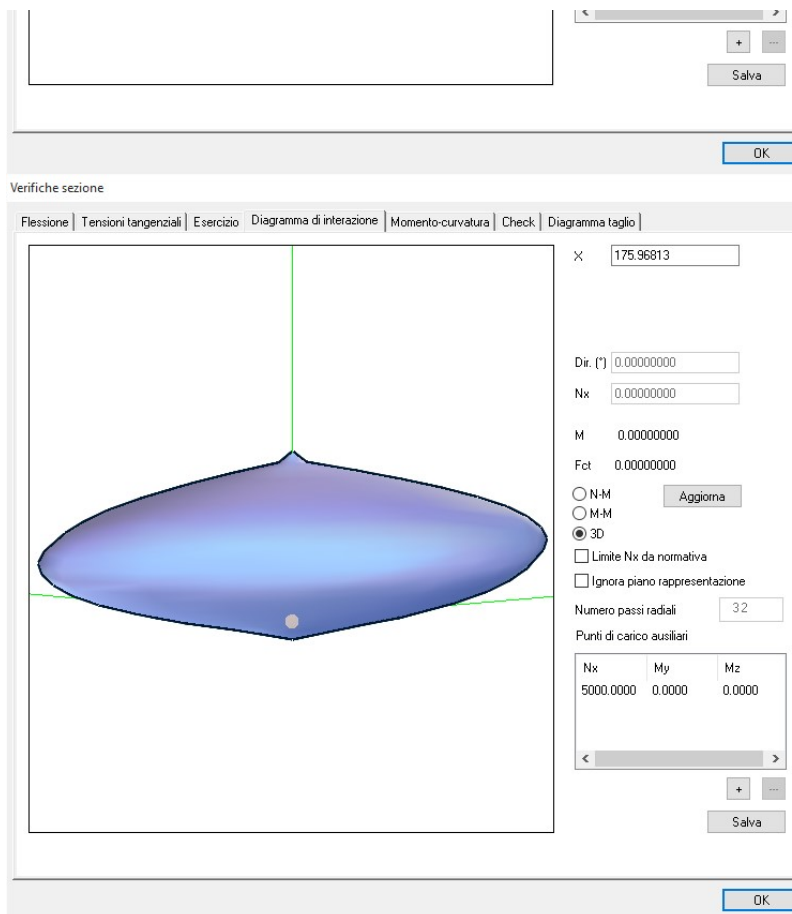 + ...
Salva
OK
Verifiche sezione
Flessione Tensioni tangenziali Esercizio Diagramma di interazione Momento-curvatura Check Diagramma taglio
X 175.96813
Dir. (°) 0.00000000
Nx 0.00000000
M 0.00000000
Fct 0.00000000
N-M Aggiorna
M-M
3D
Limite Nx da normativa
Ignora piano rappresentazione
Numero passi radiali 32
Punti di carico ausiliari
Nx My Mz
5000.0000 0.0000 0.0000
+ ...
Salva
OK